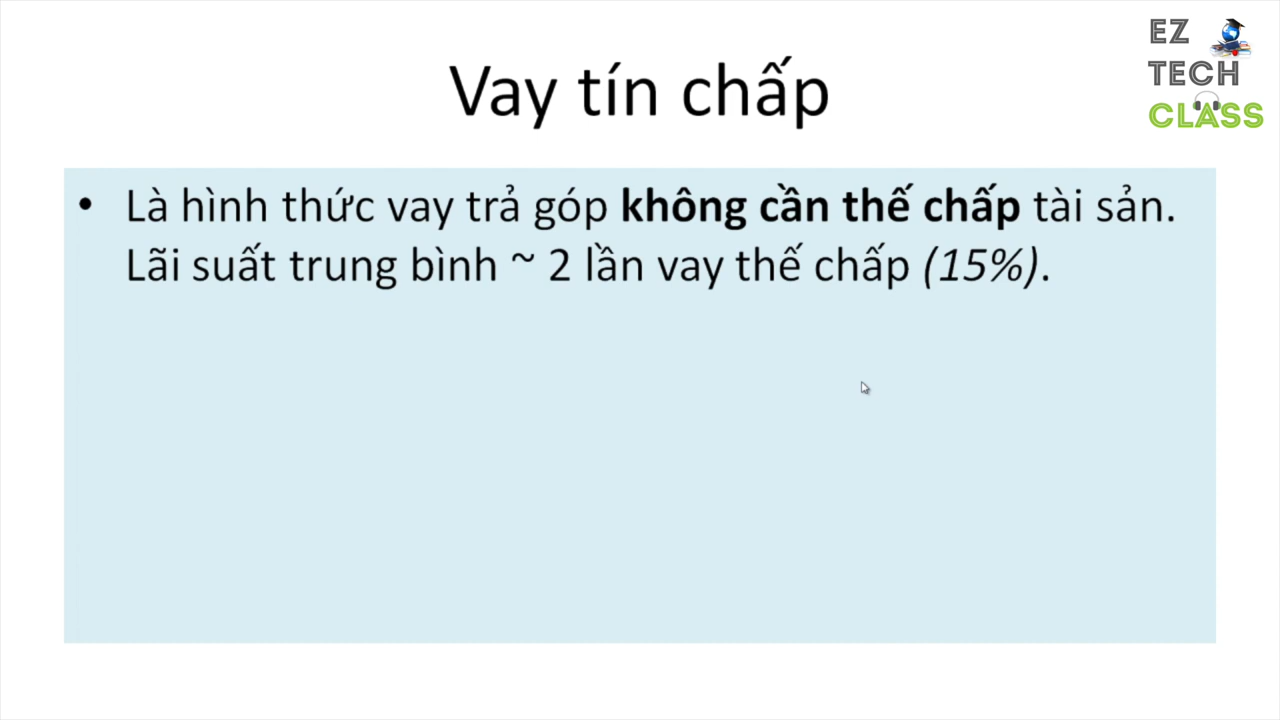 EZ
TECH
CLASS
Vay tín chấp
• Là hình thức vay trả góp không cần thế chấp tài sản.
Lãi suất trung bình ~ 2 lần vay thế chấp (15%).